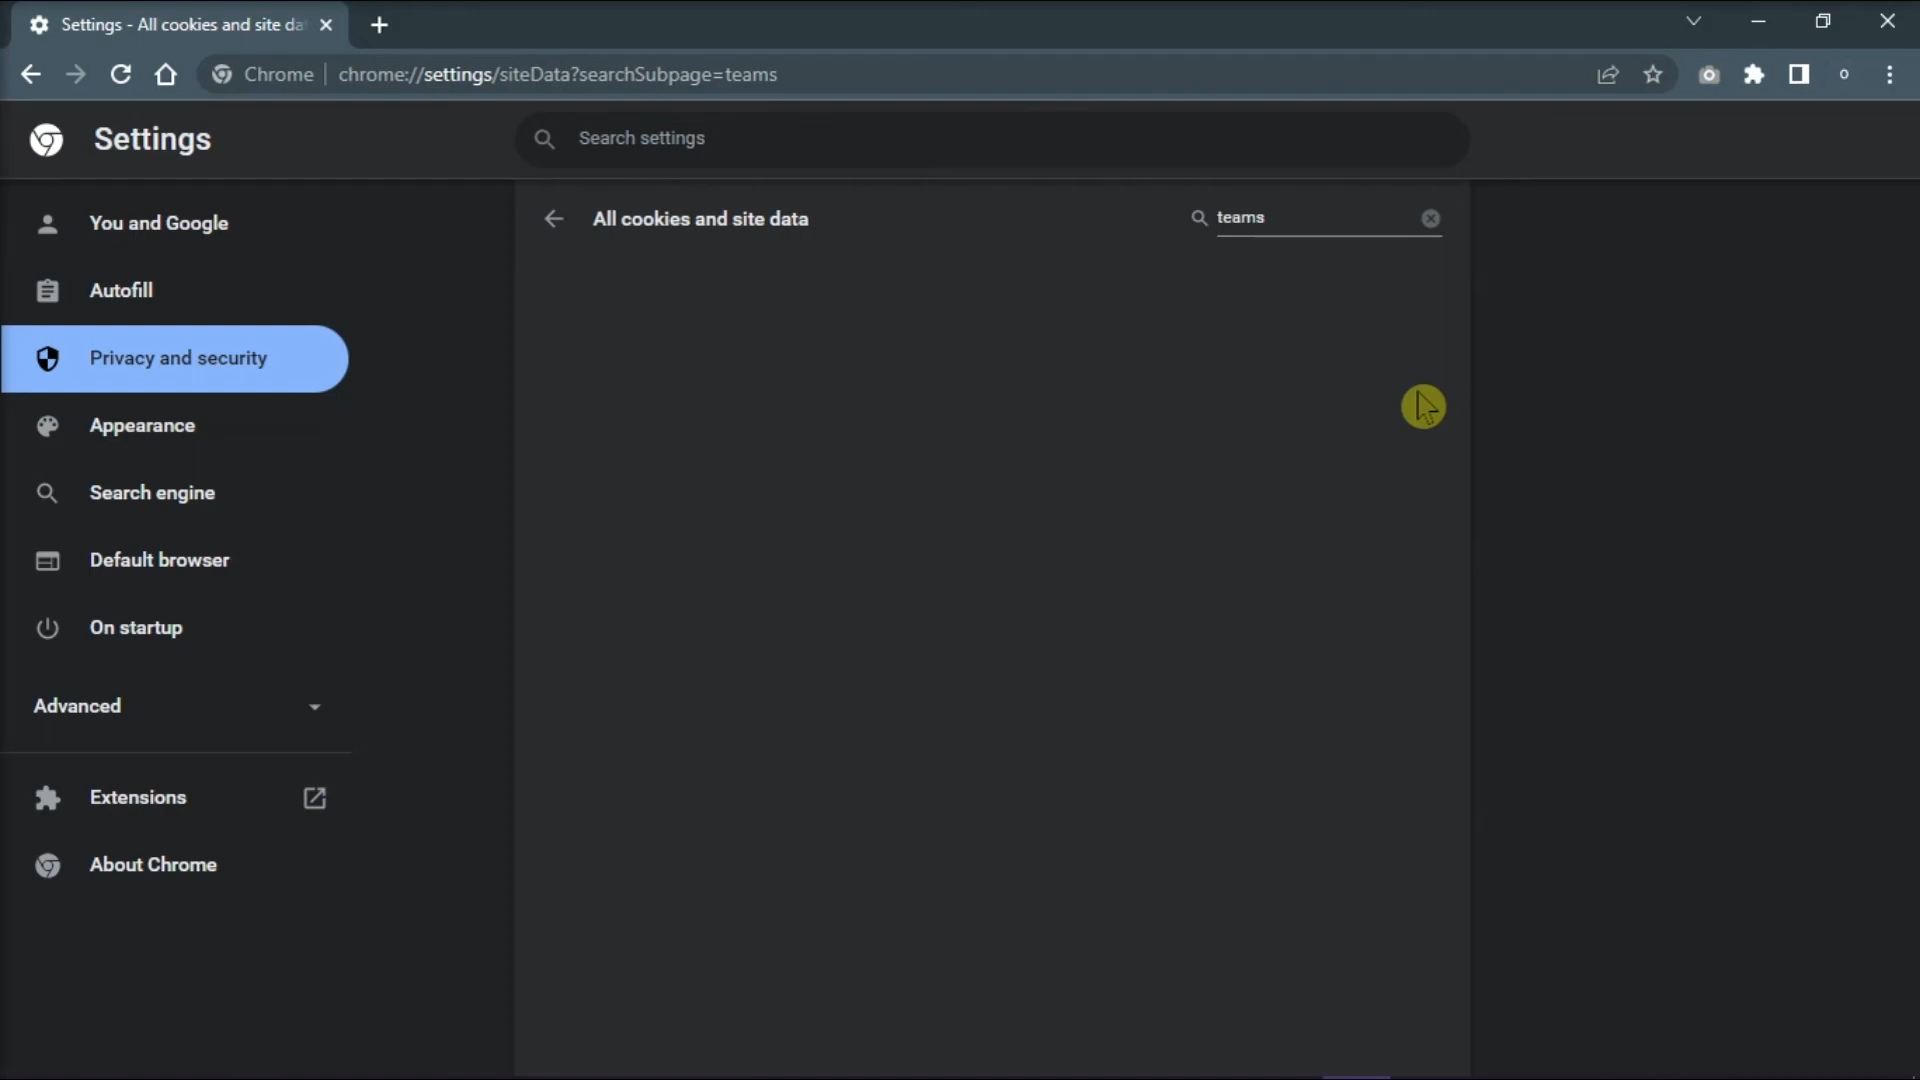 Settings - All cookies and site da
Chrome
chrome://settings/siteData?searchSubpage=teams
Settings
Search settings
You and Google
Autofill
Privacy and security
Appearance
Search engine
Default browser
On startup
Advanced
Extensions
About Chrome
All cookies and site data
teams